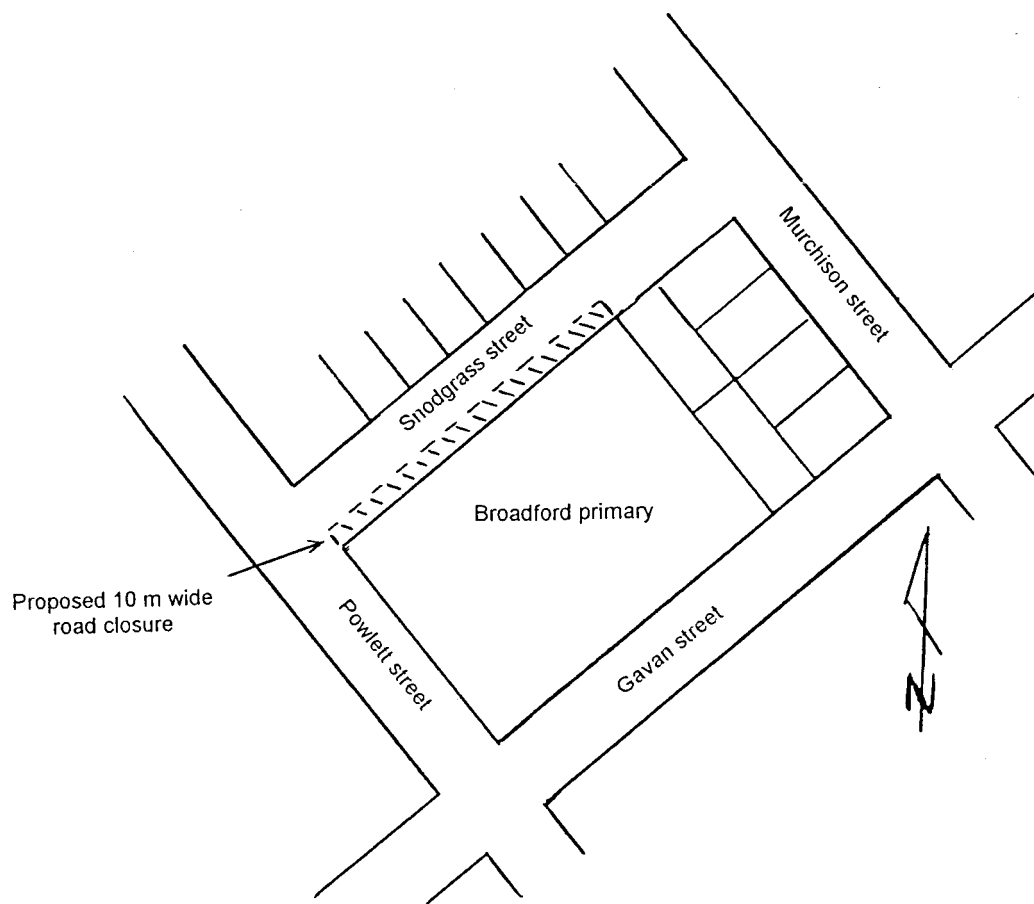 Murchison street
Snodgrass street
Broadford primary
Proposed 10 m wide
road closure
Powlett street
Gavan street
N